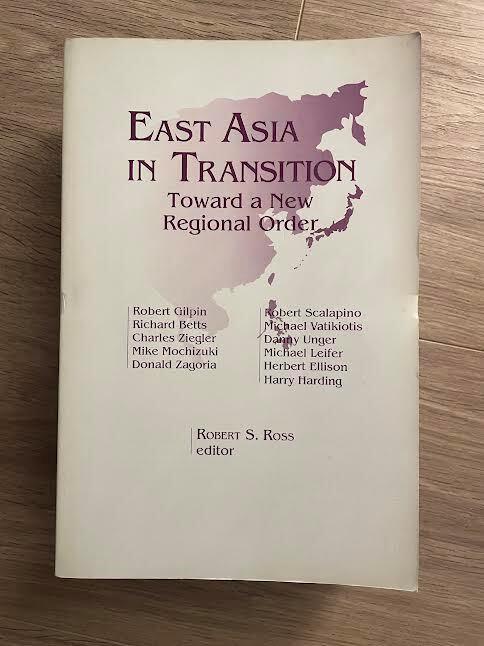 EAST ASIA
IN TRANSITION
Toward a New
Regional Order
Robert Gilpin
Richard Betts
Charles Ziegler
Mike Mochizuki
Donald Zagoria
Robert Scalapino
Michael Vatikiotis
Danny Unger
Michael Leifer
Herbert Ellison
Harry Harding
ROBERT S. ROSS
editor